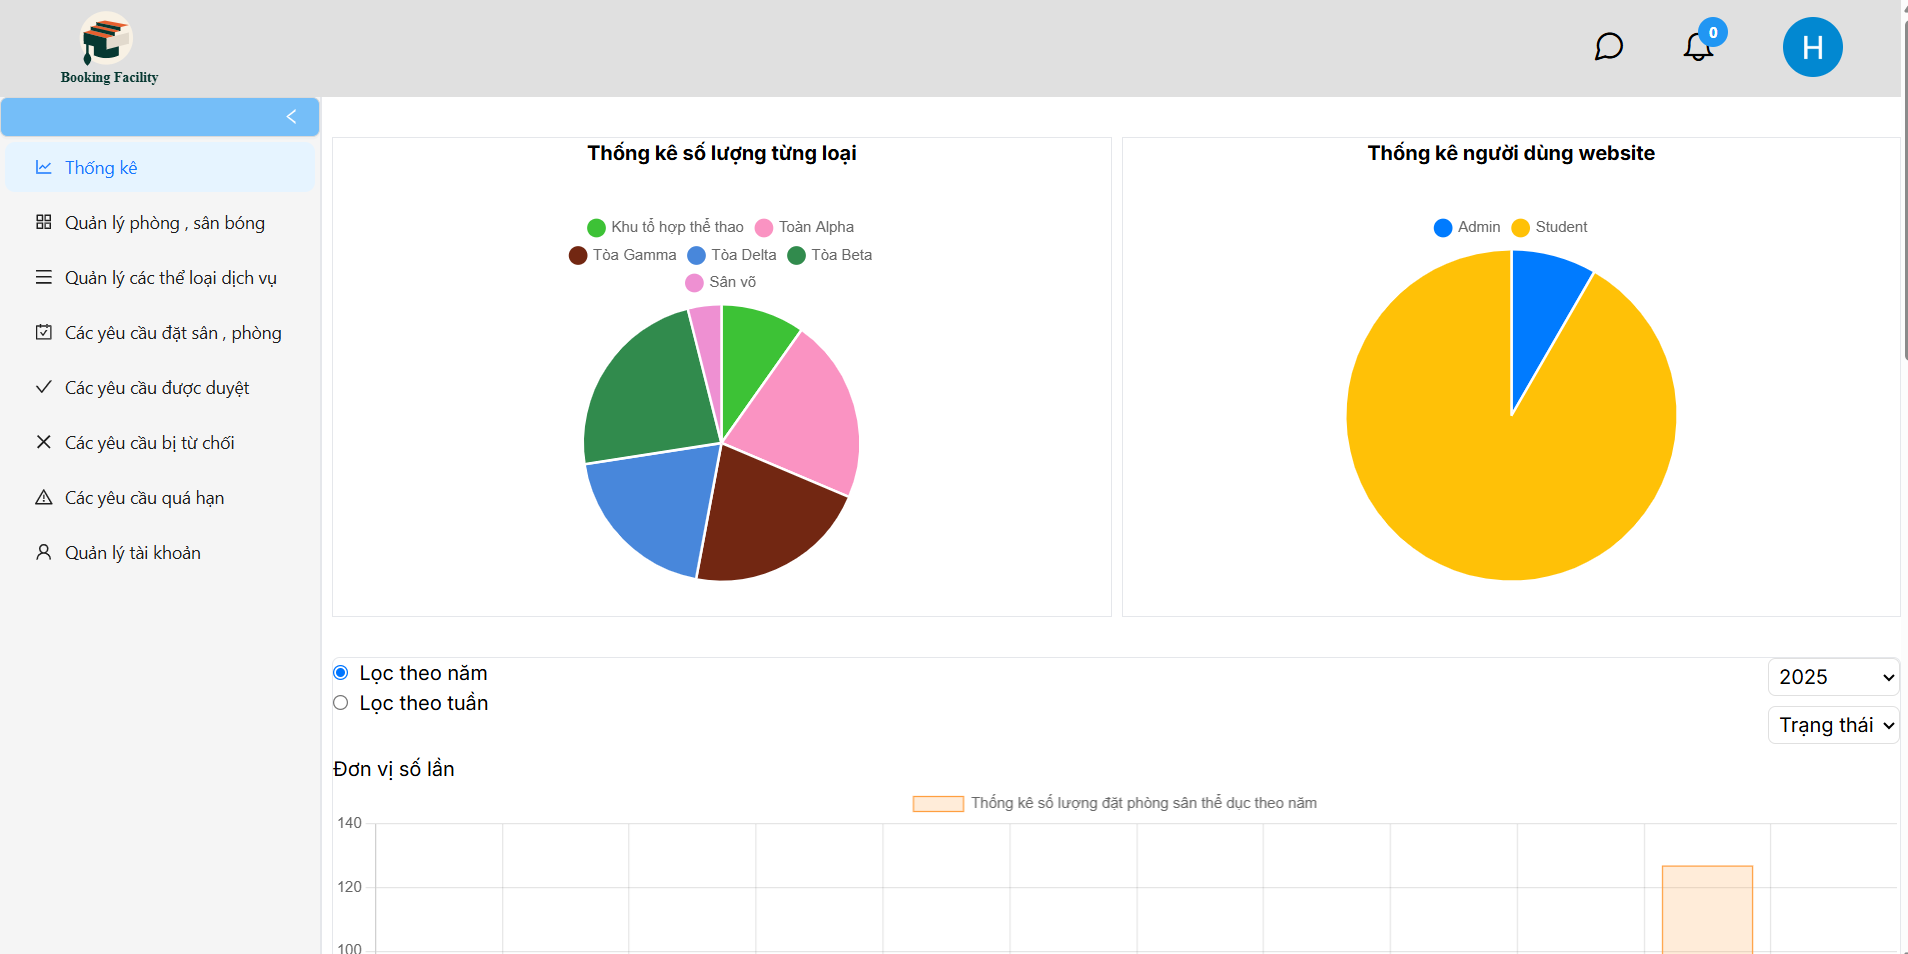 Booking Facility
0
H
Thống kê
Quản lý phòng , sân bóng
Quản lý các thể loại dịch vụ
Các yêu cầu đặt sân , phòng
Các yêu cầu được duyệt
Các yêu cầu bị từ chối
Các yêu cầu quá hạn
Quản lý tài khoản
Thống kê số lượng từng loại
Khu tổ hợp thể thao Toàn Alpha
Tòa Gamma Tòa Delta Tòa Beta
Sân võ
Thống kê người dùng website
Admin Student
Lọc theo năm
Lọc theo tuần
2025
Trạng thái
Đơn vị số lần
Thống kê số lượng đặt phòng sân thể dục theo năm
140
120
100